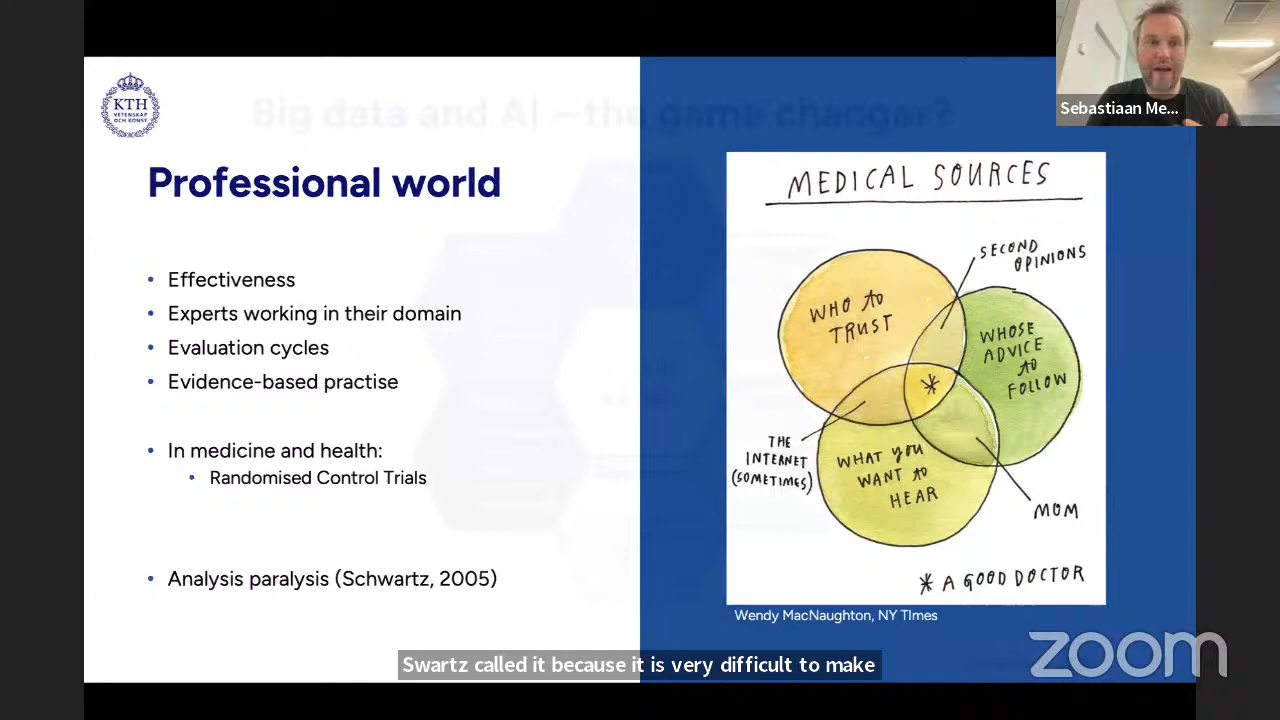 Big data and AI – the game changer?
KTH
VETENSKAP
OCH KONST
Sebastiaan Me...
Professional world
• Effectiveness
• Experts working in their domain
• Evaluation cycles
• Evidence-based practise
• In medicine and health:
• Randomised Control Trials
• Analysis paralysis (Schwartz, 2005)
MEDICAL SOURCES
SECOND
OPINIONS
WHO TO
TRUST
WHOSE
ADVICE
TO
FOLLOW
*
THE
INTERNET
(SOMETIMES)
WHAT YOU
WANT TO
HEAR
MOM
* A GOOD DOCTOR
Wendy MacNaughton, NY TImes
Swartz called it because it is very difficult to make
zoom